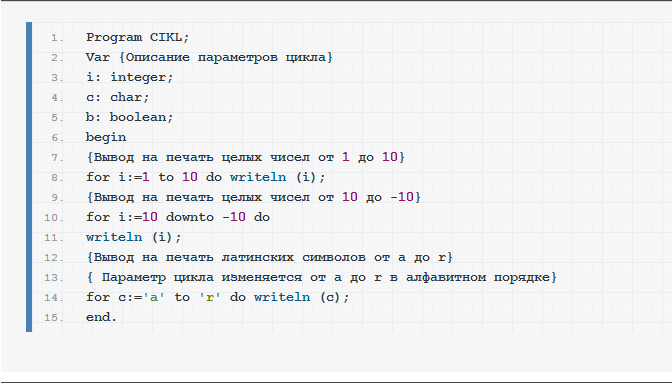 1. Program CIKL;
2. Var {Описание параметров цикла}
3. i: integer;
4. c: char;
5. b: boolean;
6. begin
7. {Вывод на печать целых чисел от 1 до 10}
8. for i:=1 to 10 do writeln (i);
9. {Вывод на печать целых чисел от 10 до -10}
10. for i:=10 downto -10 do
11. writeln (i);
12. {Вывод на печать латинских символов от a до r}
13. { Параметр цикла изменяется от a до r в алфавитном порядке}
14. for c:='a' to 'r' do writeln (c);
15. end.